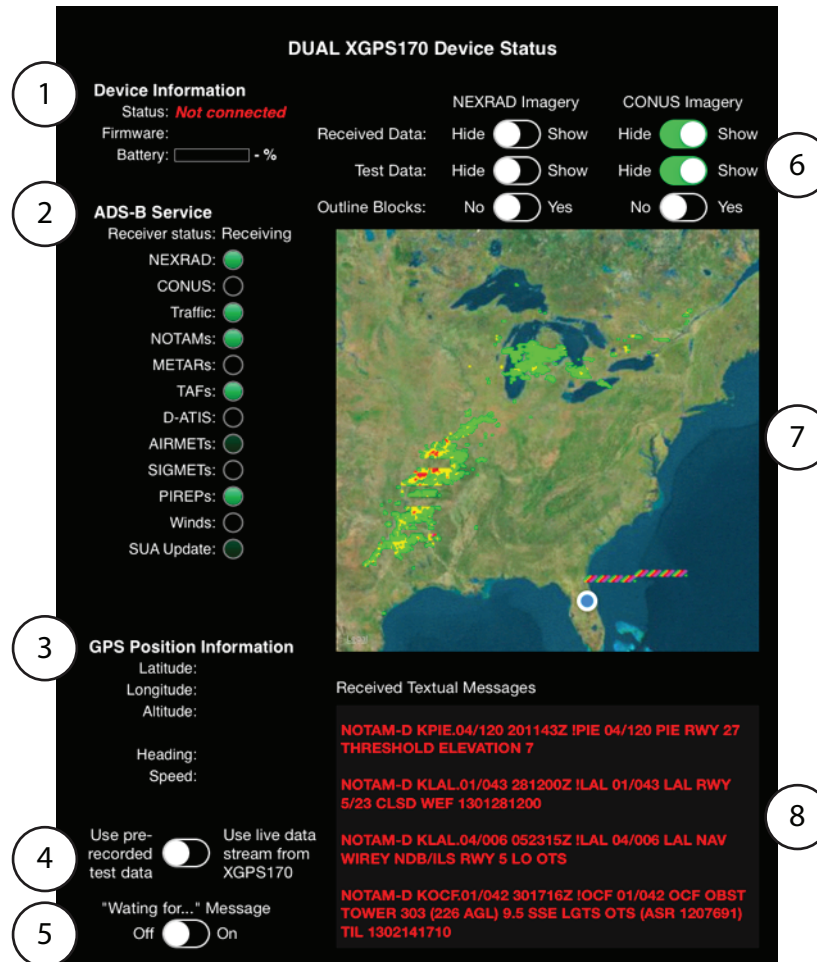 DUAL XGPS170 Device Status
1
Device Information
Status: Not connected
Firmware:
Battery: - %
NEXRAD Imagery CONUS Imagery
Received Data: Hide Show Hide Show
Test Data: Hide Show Hide Show
Outline Blocks: No Yes No Yes
6
2
ADS-B Service
Receiver status: Receiving
NEXRAD:
CONUS:
Traffic:
NOTAMs:
METARs:
TAFs:
D-ATIS:
AIRMETs:
SIGMETs:
PIREPs:
Winds:
SUA Update:
7
3
GPS Position Information
Latitude:
Longitude:
Altitude:
Heading:
Speed:
4
Use pre-
recorded
test data
Use live data
stream from
XGPS170
5
"Wating for..." Message
Off On
Received Textual Messages
NOTAM-D KPIE.04/120 201143Z !PIE 04/120 PIE RWY 27
THRESHOLD ELEVATION 7
NOTAM-D KLAL.01/043 281200Z !LAL 01/043 LAL RWY
5/23 CLSD WEF 1301281200
NOTAM-D KLAL.04/006 052315Z !LAL 04/006 LAL NAV
WIREY NDB/ILS RWY 5 LO OTS
NOTAM-D KOCF.01/042 301716Z !OCF 01/042 OCF OBST
TOWER 303 (226 AGL) 9.5 SSE LGTS OTS (ASR 1207691)
TIL 1302141710
8